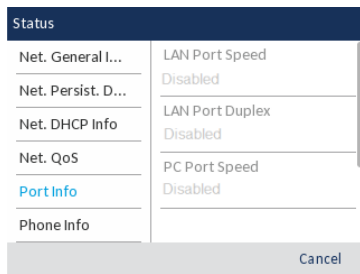 Status
Net. General I...
Net. Persist. D...
Net. DHCP Info
Net. QoS
Port Info
Phone Info
LAN Port Speed
Disabled
LAN Port Duplex
Disabled
PC Port Speed
Disabled
Cancel